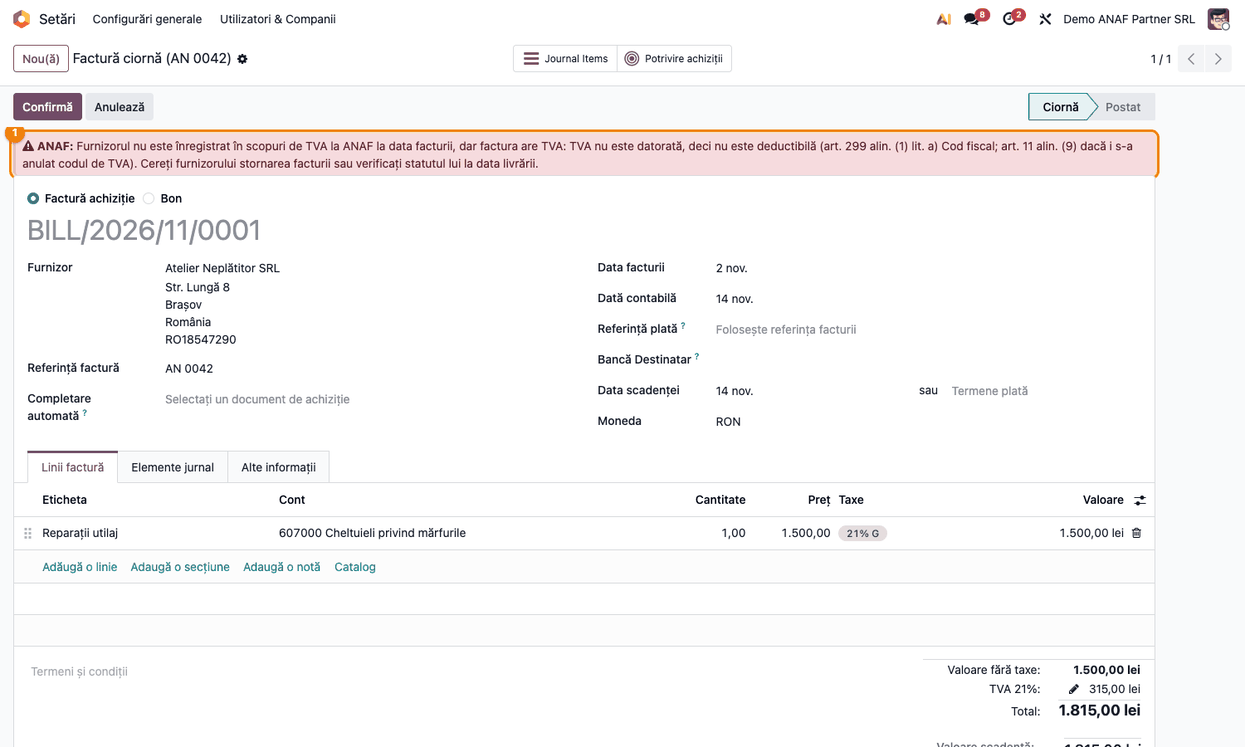 Setări Configurări generale Utilizatori & Companii AI 8 2 Demo ANAF Partner SRL
Nou(ă) Factură ciornă (AN 0042) Journal Items Potrivire achiziții 1 / 1
Confirmă Anulează Ciornă Postat
1
ANAF: Furnizorul nu este înregistrat în scopuri de TVA la ANAF la data facturii, dar factura are TVA: TVA nu este datorată, deci nu este deductibilă (art. 299 alin. (1) lit. a) Cod fiscal; art. 11 alin. (9) dacă i s-a
anulat codul de TVA). Cereți furnizorului stornarea facturii sau verificați statutul lui la data livrării.
Factură achiziție Bon
BILL/2026/11/0001
Furnizor Atelier Neplătitor SRL
Str. Lungă 8
Brașov
România
RO18547290
Referință factură AN 0042
Completare
automată ? Selectați un document de achiziție
Data facturii 2 nov.
Dată contabilă 14 nov.
Referință plată ? Folosește referința facturii
Bancă Destinatar ?
Data scadenței 14 nov. sau Termene plată
Moneda RON
Linii factură Elemente jurnal Alte informații
Eticheta Cont Cantitate Preț Taxe Valoare
Reparații utilaj 607000 Cheltuieli privind mărfurile 1,00 1.500,00 21% G 1.500,00 lei
Adăugă o linie Adaugă o secțiune Adaugă o notă Catalog
Termeni și condiții
Valoare fără taxe: 1.500,00 lei
TVA 21%: 315,00 lei
Total: 1.815,00 lei
Valoare scadentă: 1.815,00 lei